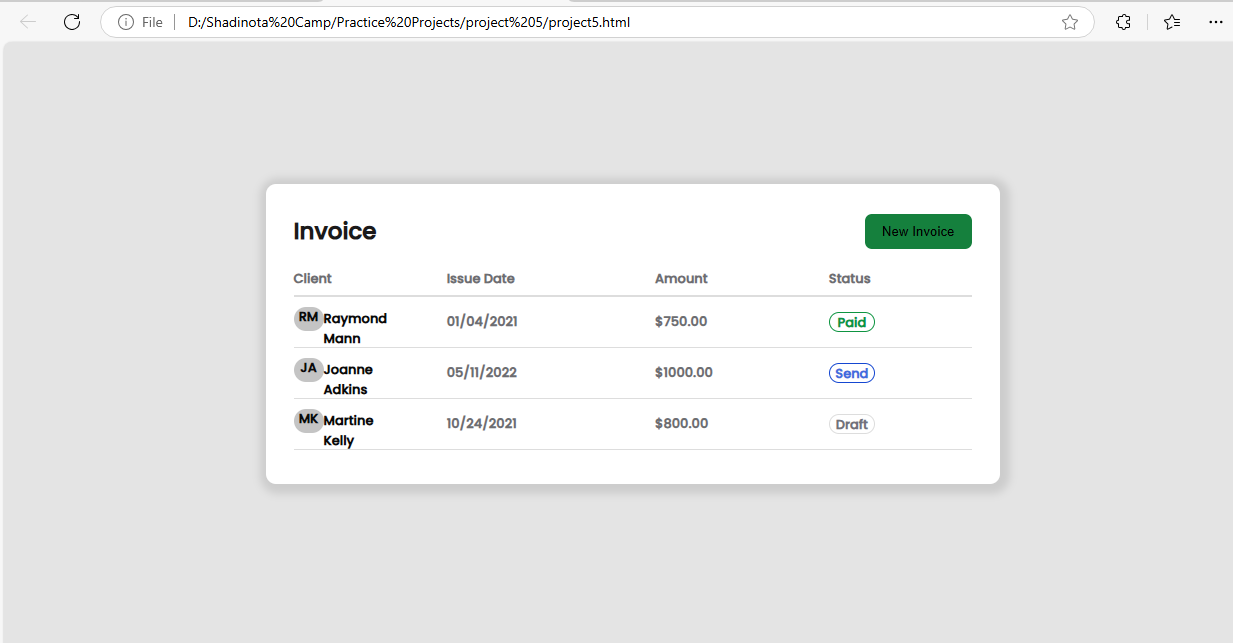 File D:/Shadinota%20Camp/Practice%20Projects/project%205/project5.html
Invoice New Invoice
Client Issue Date Amount Status
RM Raymond 01/04/2021 $750.00 Paid
Mann
JA Joanne 05/11/2022 $1000.00 Send
Adkins
MK Martine 10/24/2021 $800.00 Draft
Kelly